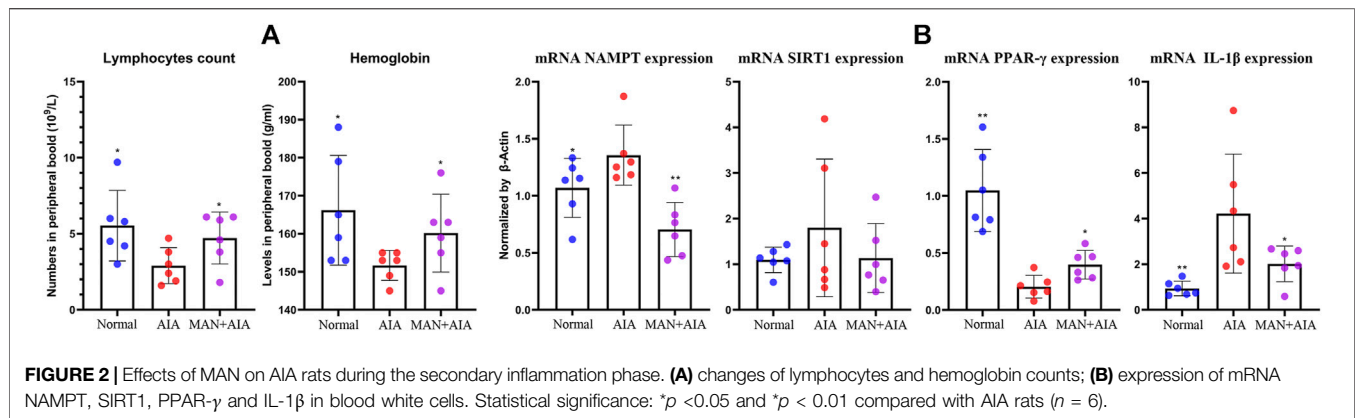 A
B
Lymphocytes count
Hemoglobin
mRNA NAMPT expression
mRNA SIRT1 expression
mRNA PPAR-γ expression
mRNA IL-1β expression
Numbers in peripheral boold (10⁹/L)
15
10
5
0
*
*
Normal
AIA
MAN+AIA
Levels in peripheral boold (g/ml)
200
190
180
170
160
150
140
*
*
Normal
AIA
MAN+AIA
Normalized by β-Actin
2.0
1.5
1.0
0.5
0.0
*
**
Normal
AIA
MAN+AIA
5
4
3
2
1
0
Normal
AIA
MAN+AIA
2.0
1.5
1.0
0.5
0.0
**
*
Normal
AIA
MAN+AIA
10
8
6
4
2
0
**
*
Normal
AIA
MAN+AIA
FIGURE 2 | Effects of MAN on AIA rats during the secondary inflammation phase. (A) changes of lymphocytes and hemoglobin counts; (B) expression of mRNA
NAMPT, SIRT1, PPAR-γ and IL-1β in blood white cells. Statistical significance: *p <0.05 and *p < 0.01 compared with AIA rats (n = 6).